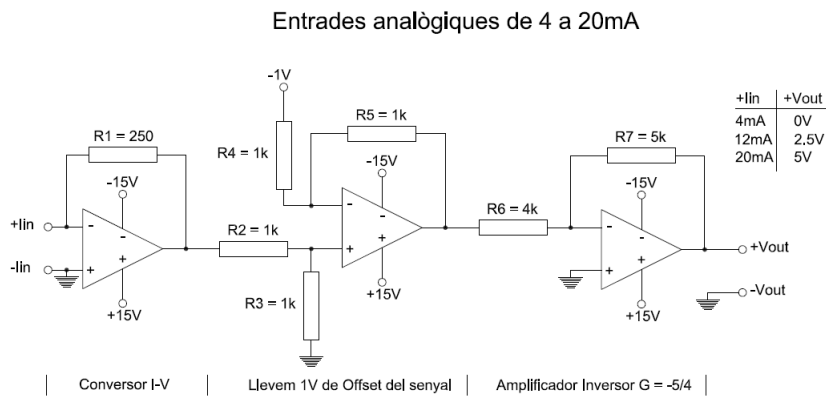 Entrades analògiques de 4 a 20mA
-1V
R5 = 1k
+Iin +Vout
4mA 0V
12mA 2.5V
20mA 5V
R1 = 250
R4 = 1k
R7 = 5k
-15V
-15V
-15V
+Iin
-
-
R2 = 1k
-
-
R6 = 4k
-
-
+Vout
-Iin
+
+
+
+
+
+
-Vout
R3 = 1k
+15V
+15V
+15V
Conversor I-V
Llevem 1V de Offset del senyal
Amplificador Inversor G = -5/4